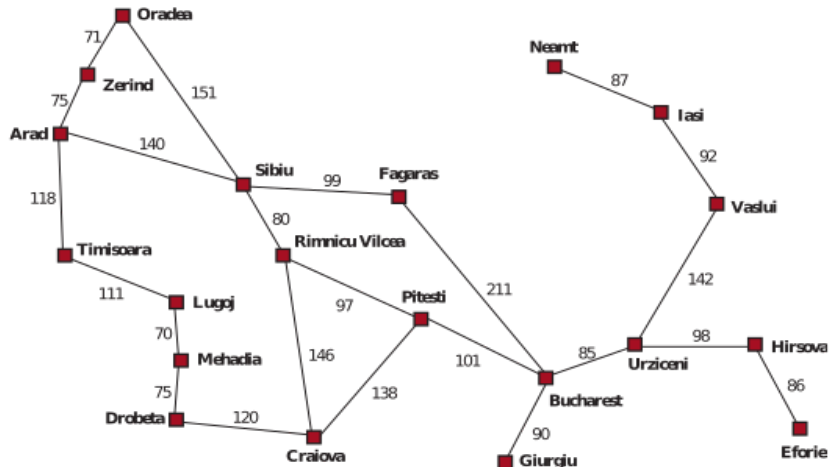 Oradea
Neamt
71
87
Zerind
Iasi
75
151
Arad
140
92
Sibiu
Fagaras
99
118
80
Vaslui
Timisoara
Rimnicu Vilcea
142
111
Lugoj
97
Pitesti
211
70
98
Mehadia
146
101
85
Hirsova
Urziceni
75
138
86
Drobeta
120
Bucharest
90
Craiova
Giurgiu
Eforie